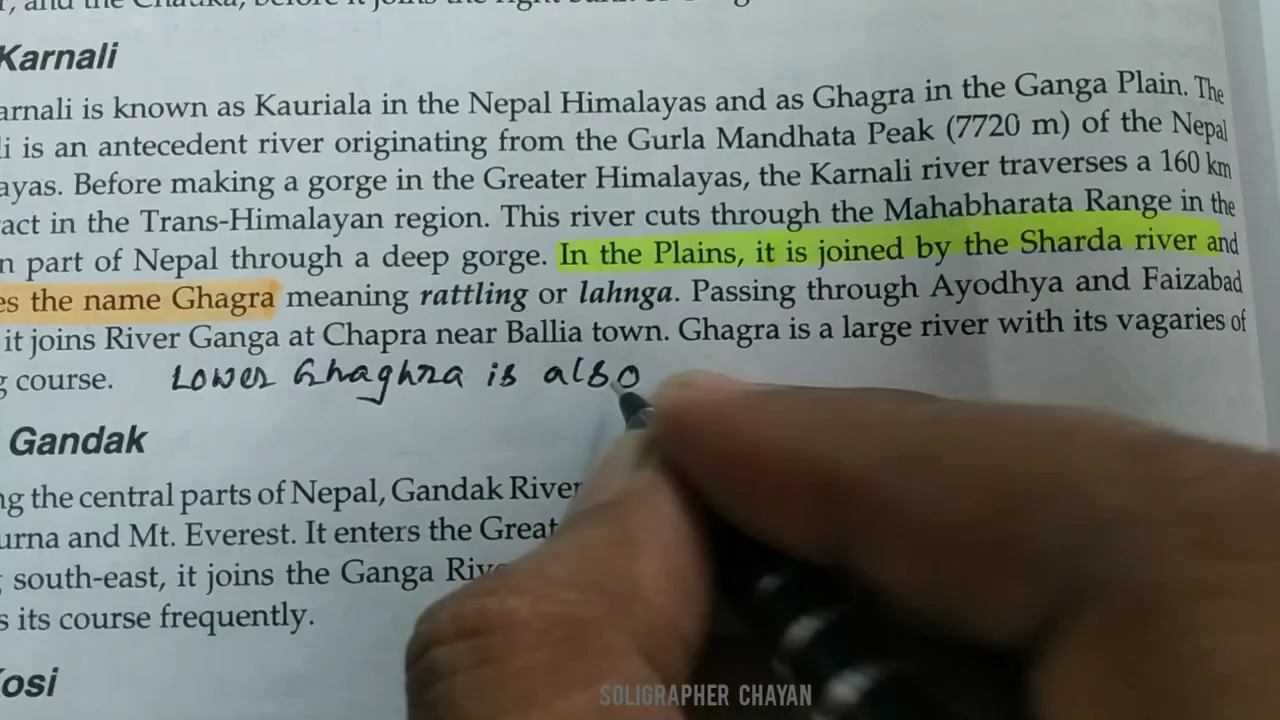 Karnali
arnali is known as Kauriala in the Nepal Himalayas and as Ghagra in the Ganga Plain. The
li is an antecedent river originating from the Gurla Mandhata Peak (7720 m) of the Nepal
ayas. Before making a gorge in the Greater Himalayas, the Karnali river traverses a 160 km
act in the Trans-Himalayan region. This river cuts through the Mahabharata Range in the
n part of Nepal through a deep gorge. In the Plains, it is joined by the Sharda river and
es the name Ghagra meaning rattling or lahnga. Passing through Ayodhya and Faizabad
it joins River Ganga at Chapra near Ballia town. Ghagra is a large river with its vagaries of
g course. Lower Ghaghra is also
Gandak
ng the central parts of Nepal, Gandak River
urna and Mt. Everest. It enters the Great
south-east, it joins the Ganga Rive
s its course frequently.
osi
SOLIGRAPHER CHAYAN